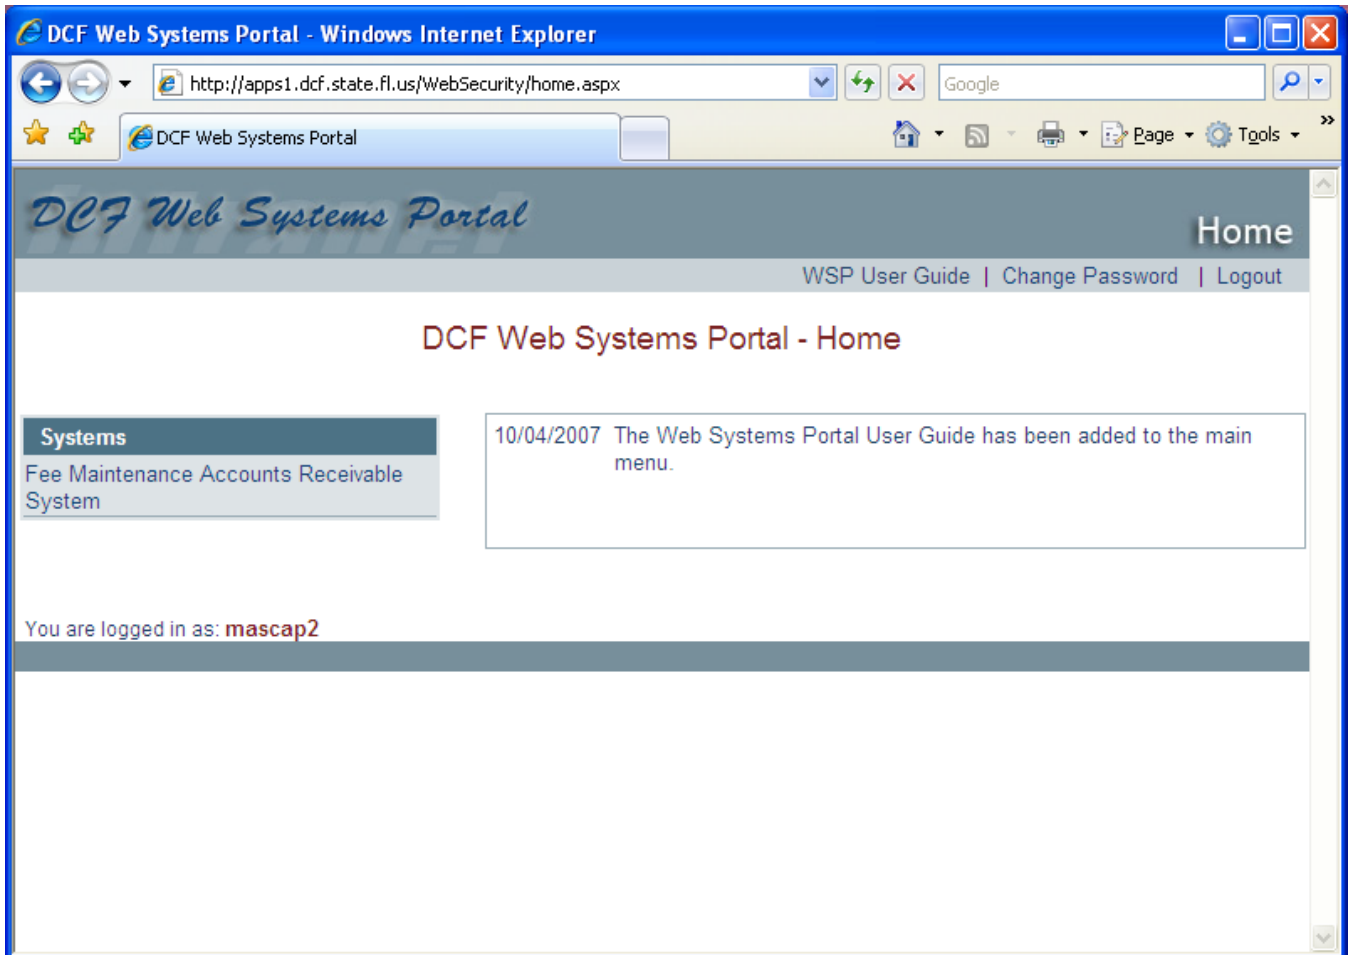 DCF Web Systems Portal - Windows Internet Explorer
http://apps1.dcf.state.fl.us/WebSecurity/home.aspx
Google
DCF Web Systems Portal
Page
Tools
»
intranet
DCF Web Systems Portal
Home
WSP User Guide | Change Password | Logout
DCF Web Systems Portal - Home
Systems
Fee Maintenance Accounts Receivable
System
10/04/2007 The Web Systems Portal User Guide has been added to the main
menu.
You are logged in as: mascap2